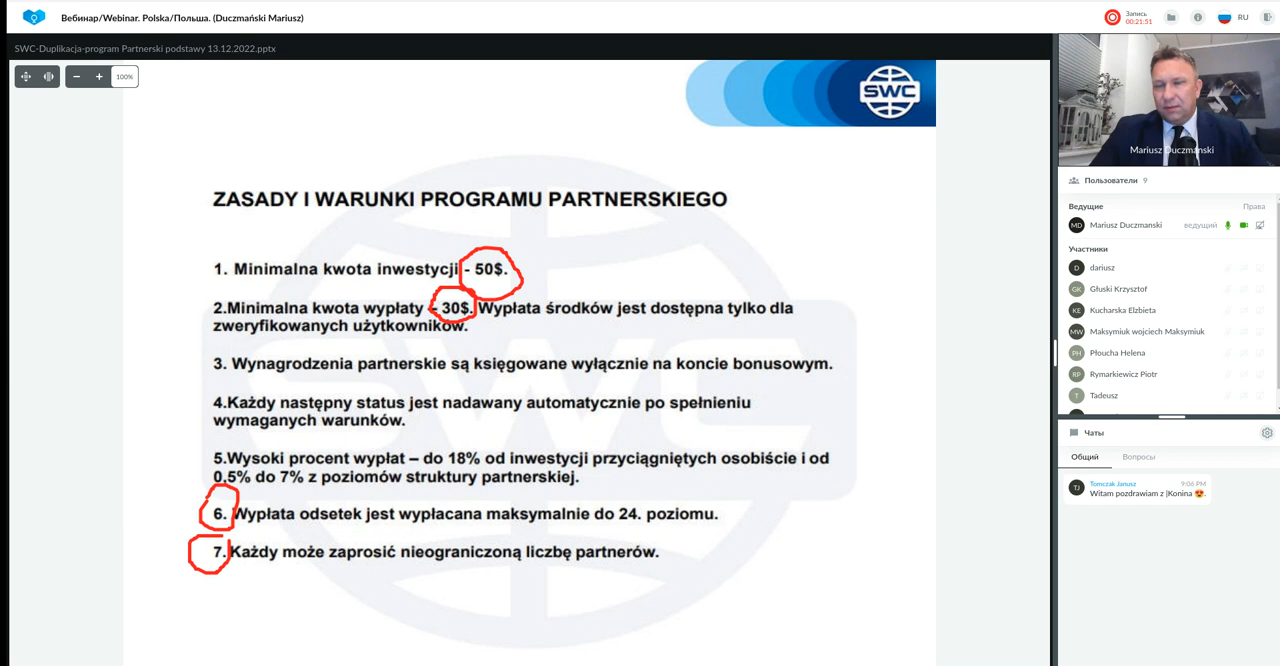 Вебинар/Webinar. Polska/Польша. (Duczmański Mariusz)
Запись
00:21:51
RU
SWC-Duplikacja-program Partnerski podstawy 13.12.2022.pptx
100%
SWC
ZASADY I WARUNKI PROGRAMU PARTNERSKIEGO
1. Minimalna kwota inwestycji - 50$.
2.Minimalna kwota wypłaty - 30$. Wypłata środków jest dostępna tylko dla
zweryfikowanych użytkowników.
3. Wynagrodzenia partnerskie są księgowane wyłącznie na koncie bonusowym.
4.Każdy następny status jest nadawany automatycznie po spełnieniu
wymaganych warunków.
5.Wysoki procent wypłat – do 18% od inwestycji przyciągniętych osobiście i od
0,5% do 7% z poziomów struktury partnerskiej.
6. Wypłata odsetek jest wypłacana maksymalnie do 24. poziomu.
7. Każdy może zaprosić nieograniczoną liczbę partnerów.
SWC
Mariusz Duczmanski
Пользователи 9
Ведущие Права
MD Mariusz Duczmanski ведущий
Участники
D dariusz
GK Głuski Krzysztof
KE Kucharska Elzbieta
MW Maksymiuk wojciech Maksymiuk
PH Płoucha Helena
RP Rymarkiewicz Piotr
T Tadeusz
Чаты
Общий Вопросы
TJ Tomczak Janusz 9:06 PM
Witam pozdrawiam z |Konina 😍.